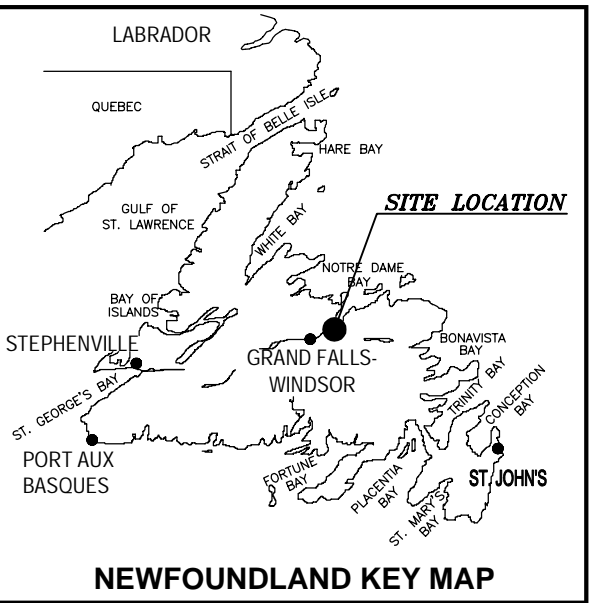 LABRADOR
QUEBEC
STRAIT OF BELLE ISLE
HARE BAY
GULF OF
ST. LAWRENCE
WHITE BAY
SITE LOCATION
NOTRE DAME
BAY
BAY OF
ISLANDS
STEPHENVILLE
GRAND FALLS-
WINDSOR
BONAVISTA
BAY
TRINITY BAY
CONCEPTION
BAY
ST. GEORGE'S BAY
PORT AUX
BASQUES
FORTUNE
BAY
PLACENTIA
BAY
ST. MARY'S
BAY
ST. JOHN'S
NEWFOUNDLAND KEY MAP